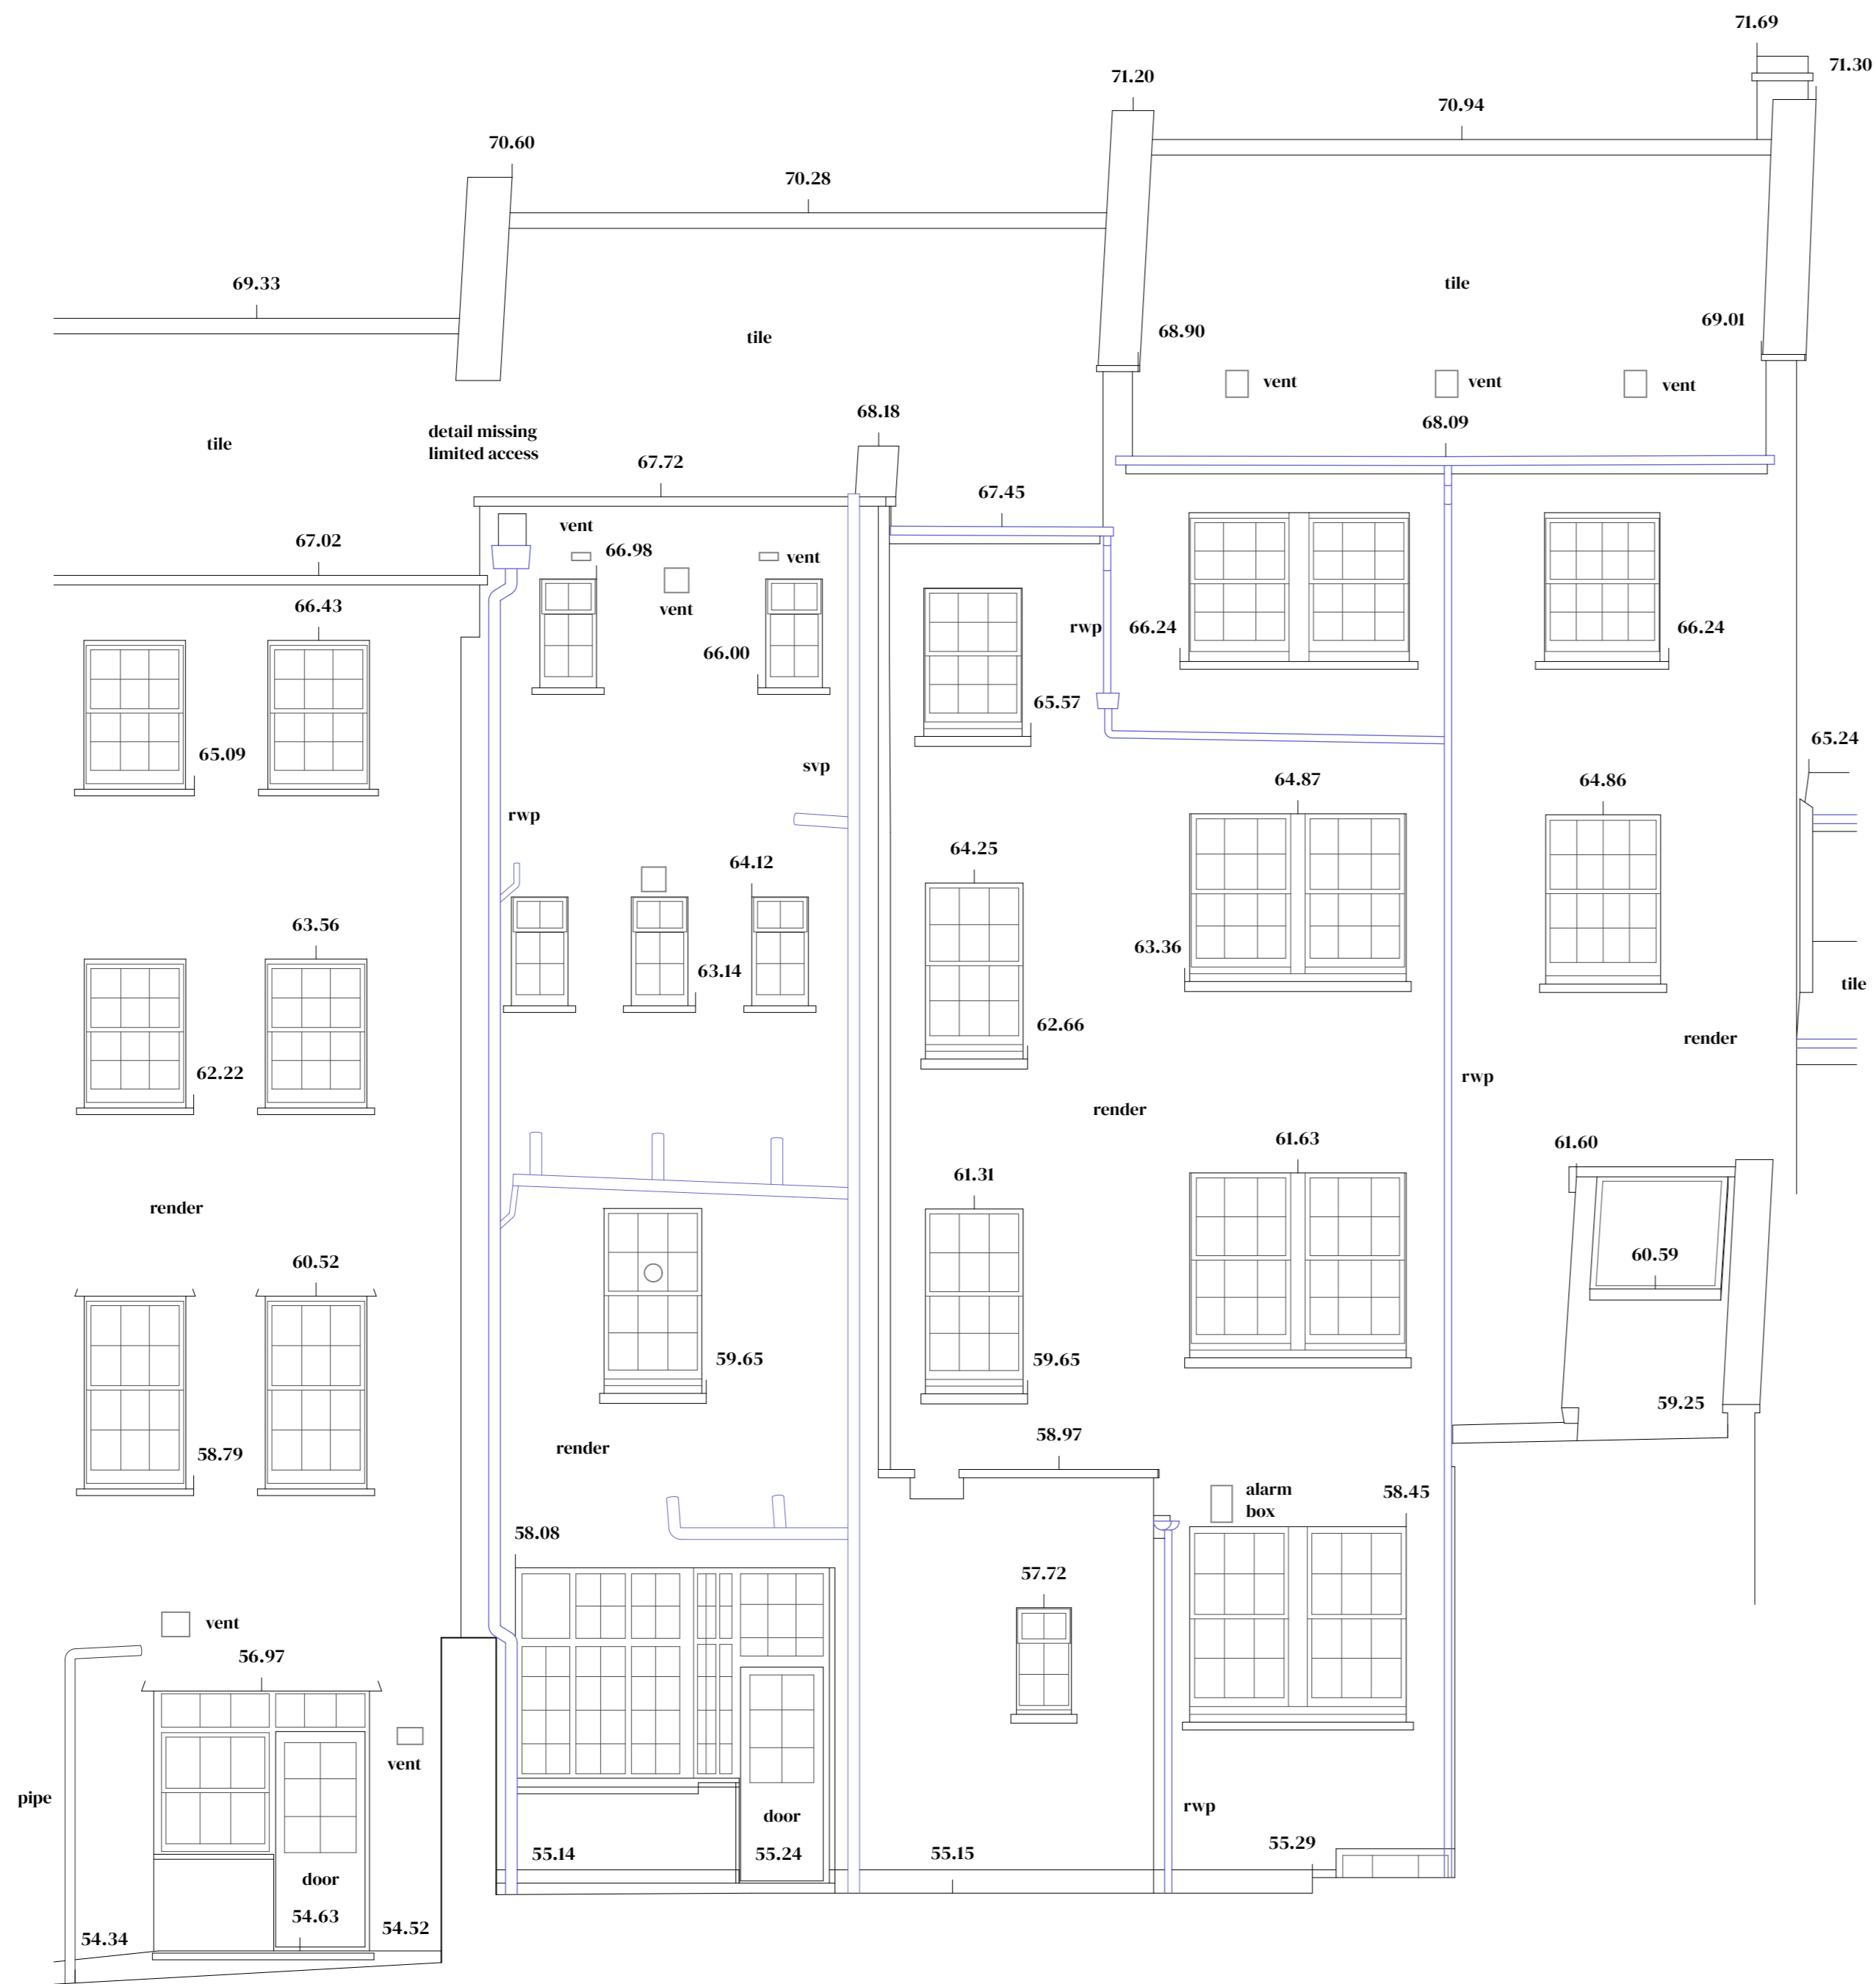 71.69
71.30
71.20
70.94
70.60
70.28
69.33
tile
69.01
68.90
tile
vent
vent
vent
68.18
68.09
detail missing
limited access
tile
67.72
67.45
vent
67.02
66.98
vent
vent
66.43
rwp
66.24
66.24
66.00
65.57
65.09
65.24
svp
64.87
64.86
rwp
64.25
64.12
63.56
63.36
63.14
tile
62.66
render
62.22
rwp
render
61.63
61.60
61.31
render
60.59
60.52
59.65
59.65
59.25
58.97
render
58.79
alarm
box
58.45
58.08
57.72
vent
56.97
vent
pipe
rwp
door
55.29
55.14
55.24
55.15
door
54.63
54.52
54.34